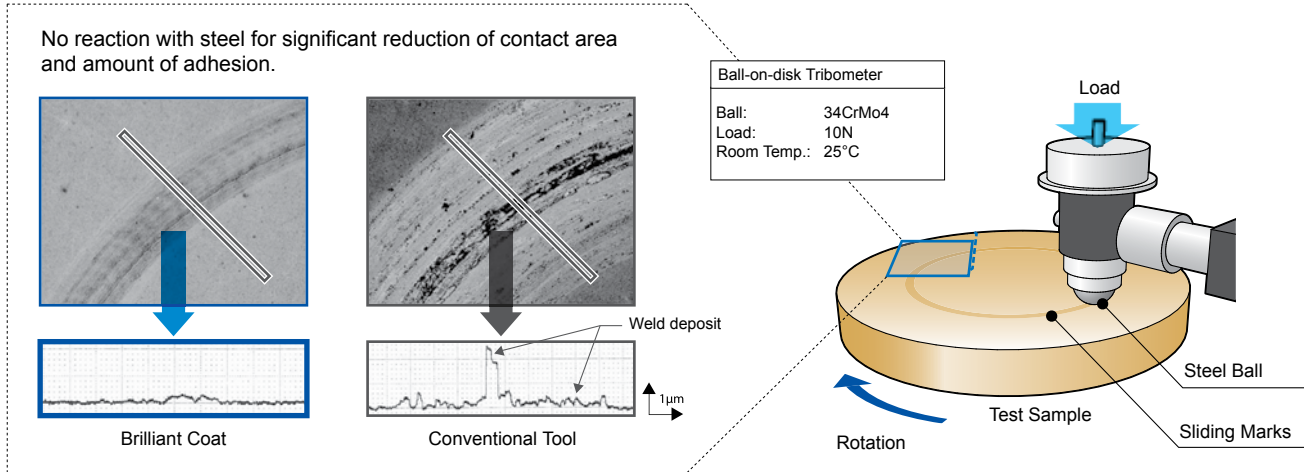 No reaction with steel for significant reduction of contact area
and amount of adhesion.
Weld deposit
1μm
Brilliant Coat
Conventional Tool
Ball-on-disk Tribometer
Ball: 34CrMo4
Load: 10N
Room Temp.: 25°C
Load
Steel Ball
Test Sample
Sliding Marks
Rotation